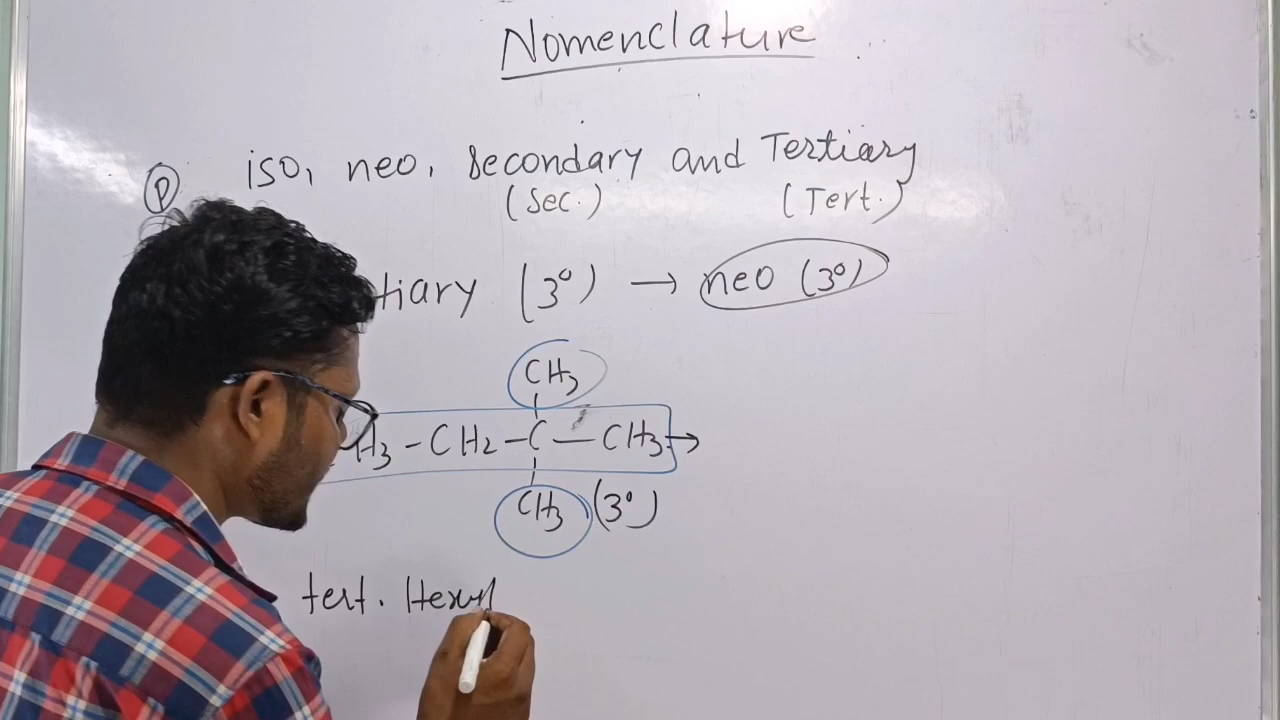 Nomenclature
(P) iso, neo, Secondary and Tertiary
(Sec.) (Tert.)
tiary (3°) → neo (3°)
CH3
H3 - CH2 - C — CH3 →
CH3 (3°)
tert. Hexyl